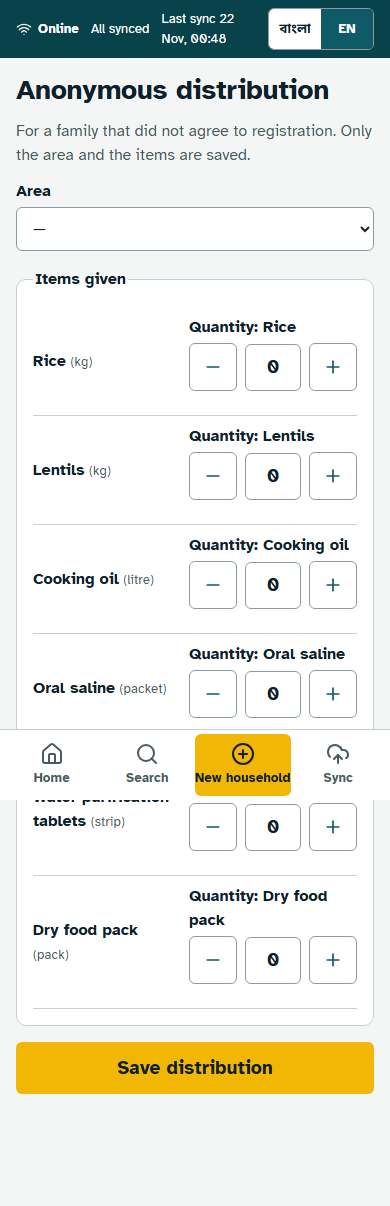 Online All synced Last sync 22
Nov, 00:48
বাংলা EN
Anonymous distribution
For a family that did not agree to registration. Only
the area and the items are saved.
Area
—
Items given
Quantity: Rice
Rice (kg)
− 0 +
Quantity: Lentils
Lentils (kg)
− 0 +
Quantity: Cooking oil
Cooking oil (litre)
− 0 +
Quantity: Oral saline
Oral saline (packet)
− 0 +
Home Search New household Sync
water purification
tablets (strip)
− 0 +
Quantity: Dry food
pack
Dry food pack
(pack)
− 0 +
Save distribution